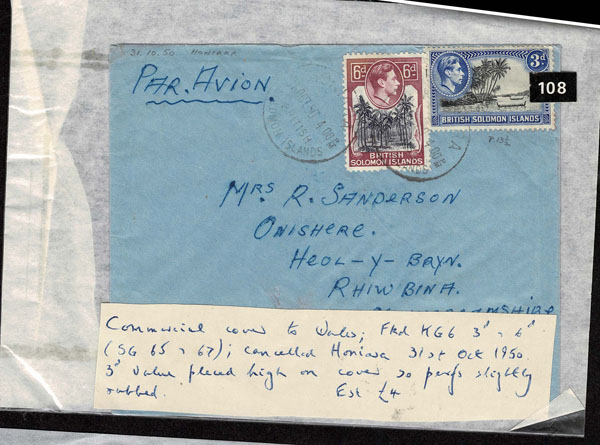 31.10.50 HONIARA
PAR AVION.
6d 6d
BRITISH
SOLOMON ISLANDS
3d
BRITISH SOLOMON ISLANDS
108
P.13½
MRS R. SANDERSON
ONISHERE.
HEOL-Y-BRYN.
RHIWBINA.
Commercial cover to Wales; Fkd KG6 3d & 6d
(SG 65 & 67); cancelled Honiara 31st Oct 1950.
3d value placed high on cover so perfs slightly
rubbed. Est £4